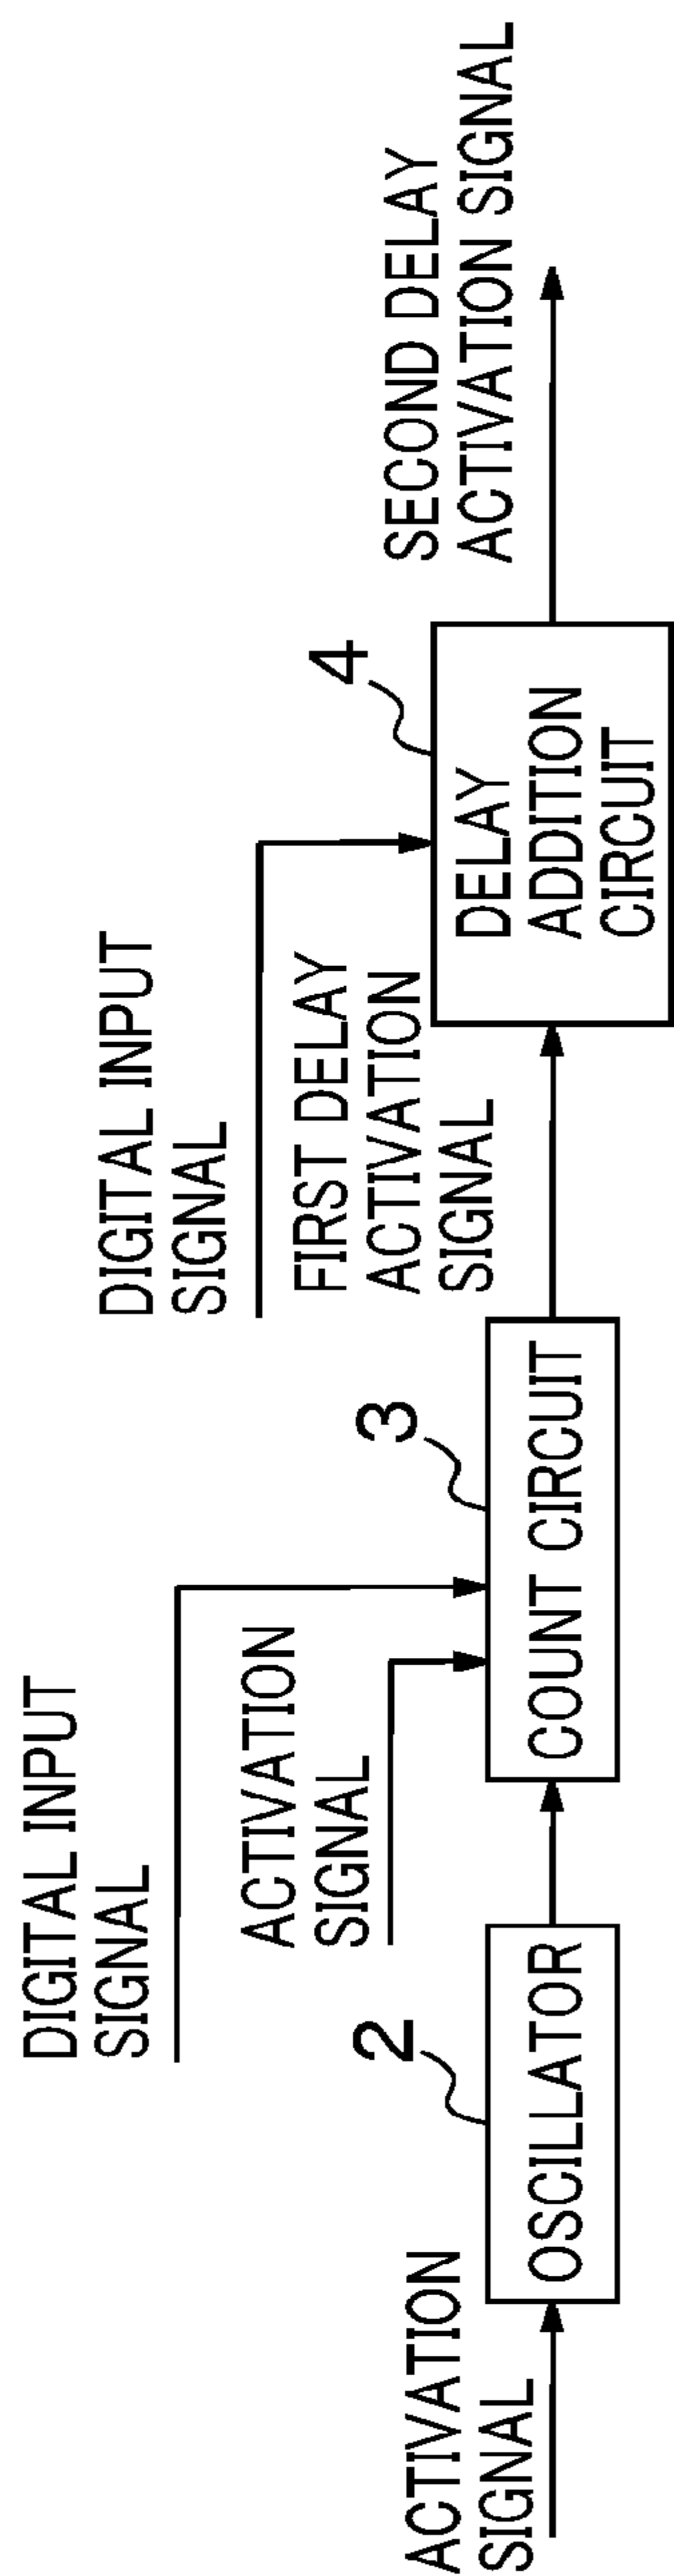 ACTIVATION
SIGNAL
2
OSCILLATOR
DIGITAL INPUT
SIGNAL
ACTIVATION
SIGNAL
3
COUNT CIRCUIT
DIGITAL INPUT
SIGNAL
FIRST DELAY
ACTIVATION
SIGNAL
4
DELAY
ADDITION
CIRCUIT
SECOND DELAY
ACTIVATION SIGNAL